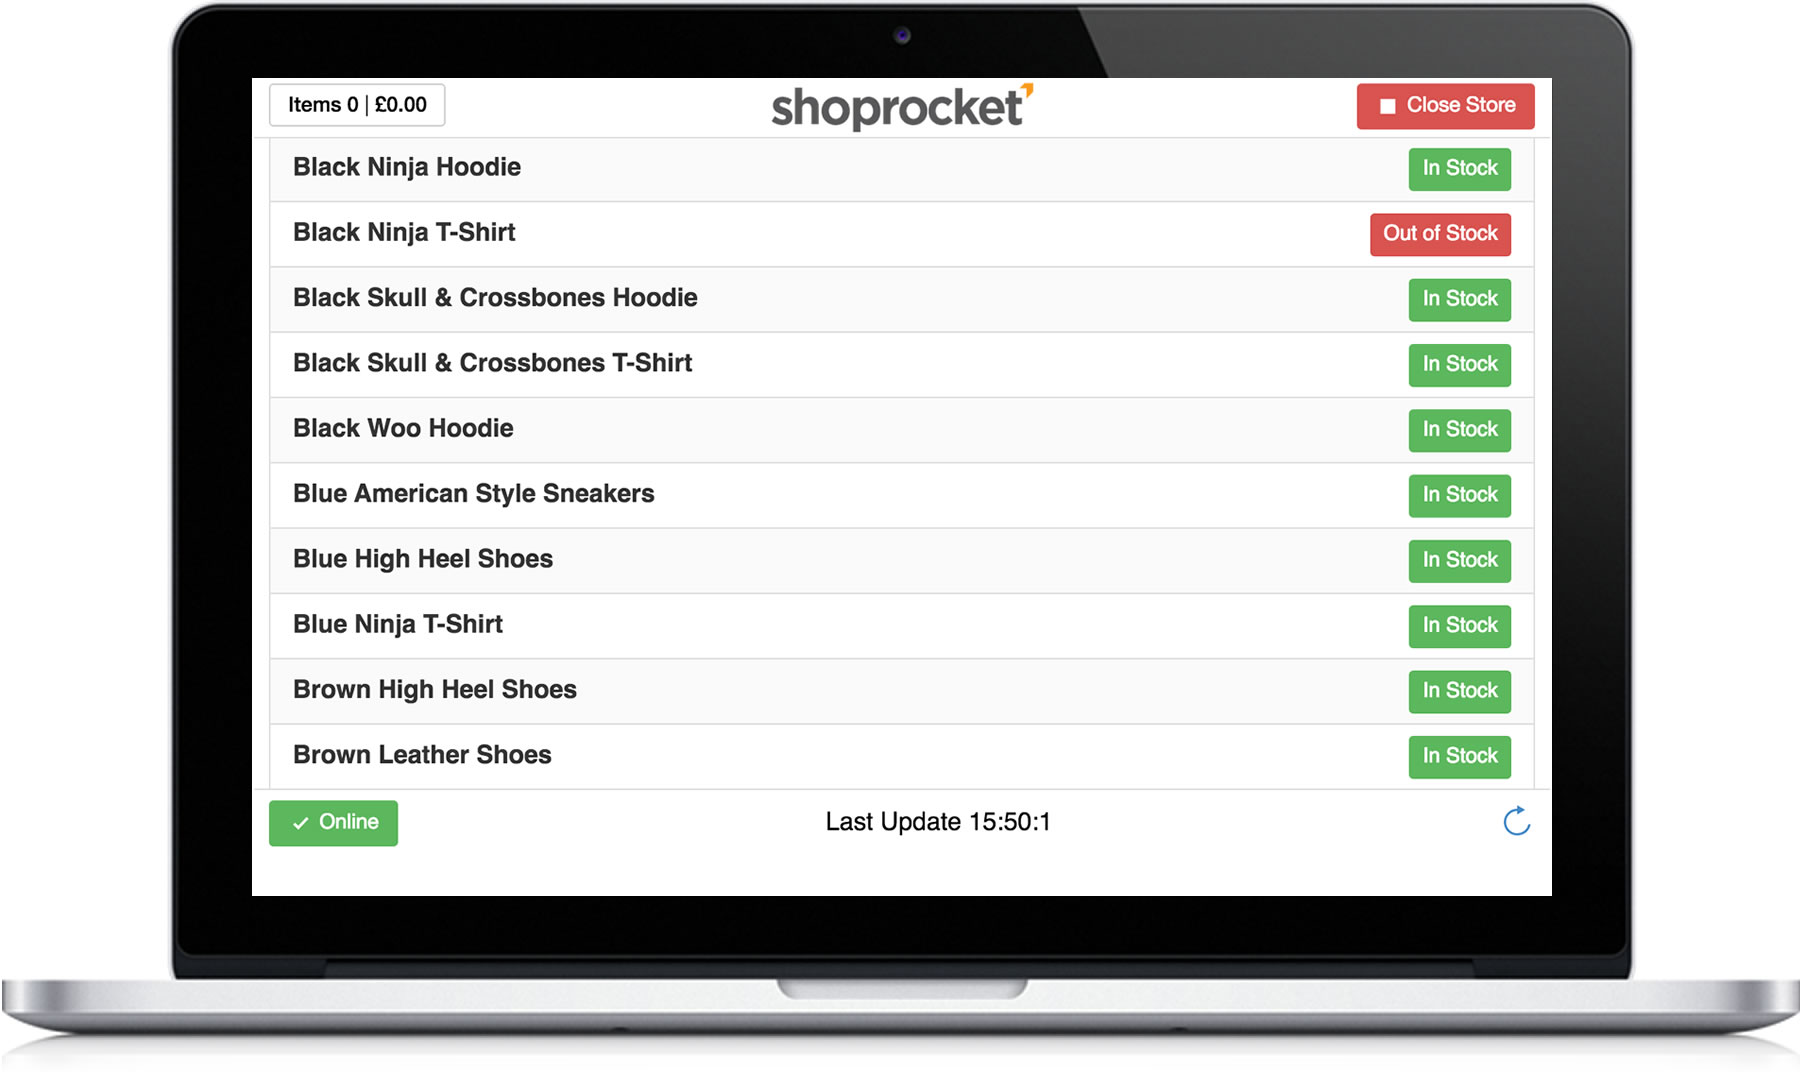 Items 0 | £0.00
shoprocket
Close Store
Black Ninja Hoodie In Stock
Black Ninja T-Shirt Out of Stock
Black Skull & Crossbones Hoodie In Stock
Black Skull & Crossbones T-Shirt In Stock
Black Woo Hoodie In Stock
Blue American Style Sneakers In Stock
Blue High Heel Shoes In Stock
Blue Ninja T-Shirt In Stock
Brown High Heel Shoes In Stock
Brown Leather Shoes In Stock
Online
Last Update 15:50:1